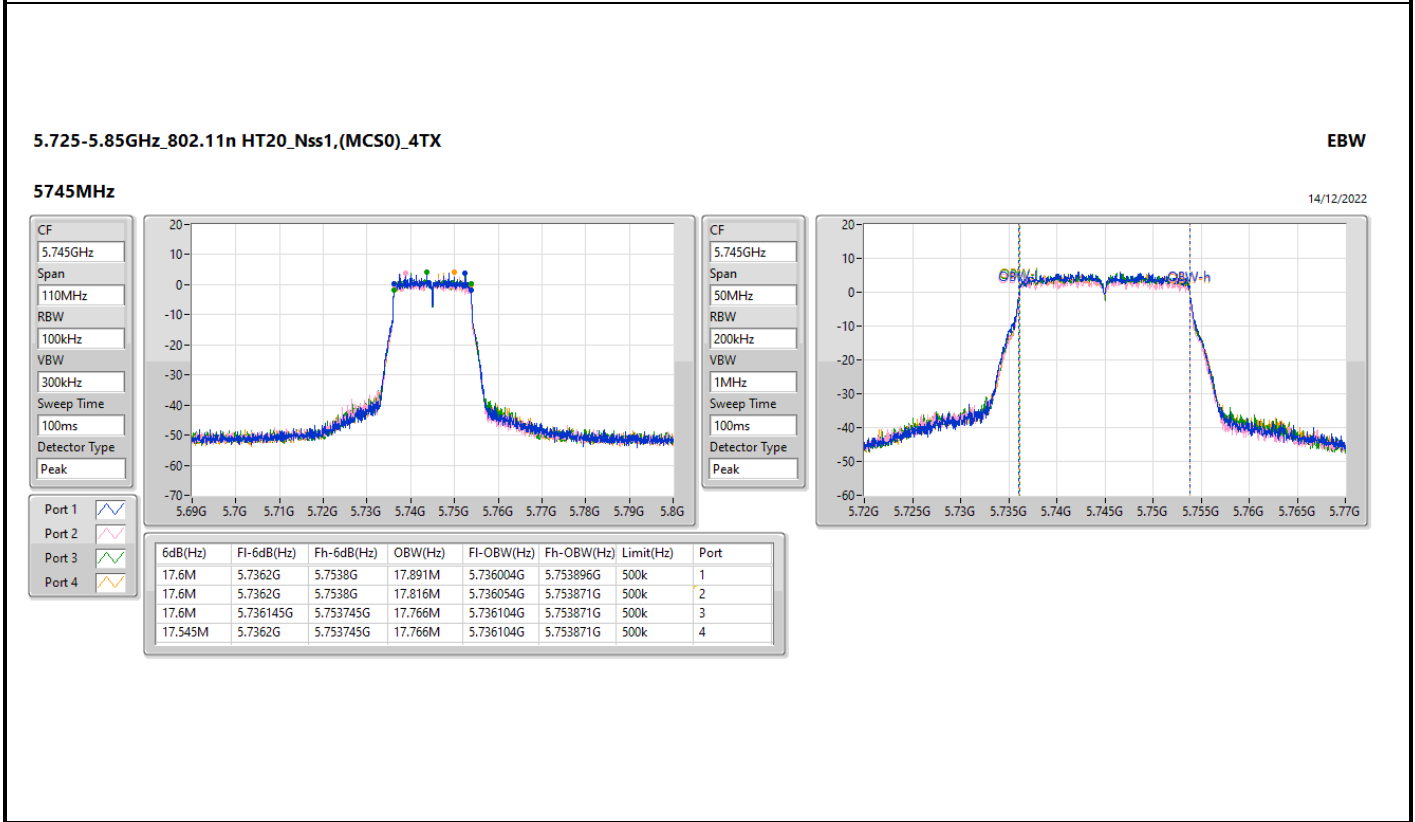 5.725-5.85GHz_802.11n HT20_Nss1,(MCS0)_4TX EBW
5745MHz 14/12/2022
CF
5.745GHz
Span
110MHz
RBW
100kHz
VBW
300kHz
Sweep Time
100ms
Detector Type
Peak
20
10
0
-10
-20
-30
-40
-50
-60
-70
5.69G 5.7G 5.71G 5.72G 5.73G 5.74G 5.75G 5.76G 5.77G 5.78G 5.79G 5.8G
CF
5.745GHz
Span
50MHz
RBW
200kHz
VBW
1MHz
Sweep Time
100ms
Detector Type
Peak
20
10
0
-10
-20
-30
-40
-50
-60
OBW-l OBW-h
5.72G 5.725G 5.73G 5.735G 5.74G 5.745G 5.75G 5.755G 5.76G 5.765G 5.77G
Port 1
Port 2
Port 3
Port 4
6dB(Hz) Fl-6dB(Hz) Fh-6dB(Hz) OBW(Hz) Fl-OBW(Hz) Fh-OBW(Hz) Limit(Hz) Port
17.6M 5.7362G 5.7538G 17.891M 5.736004G 5.753896G 500k 1
17.6M 5.7362G 5.7538G 17.816M 5.736054G 5.753871G 500k 2
17.6M 5.736145G 5.753745G 17.766M 5.736104G 5.753871G 500k 3
17.545M 5.7362G 5.753745G 17.766M 5.736104G 5.753871G 500k 4